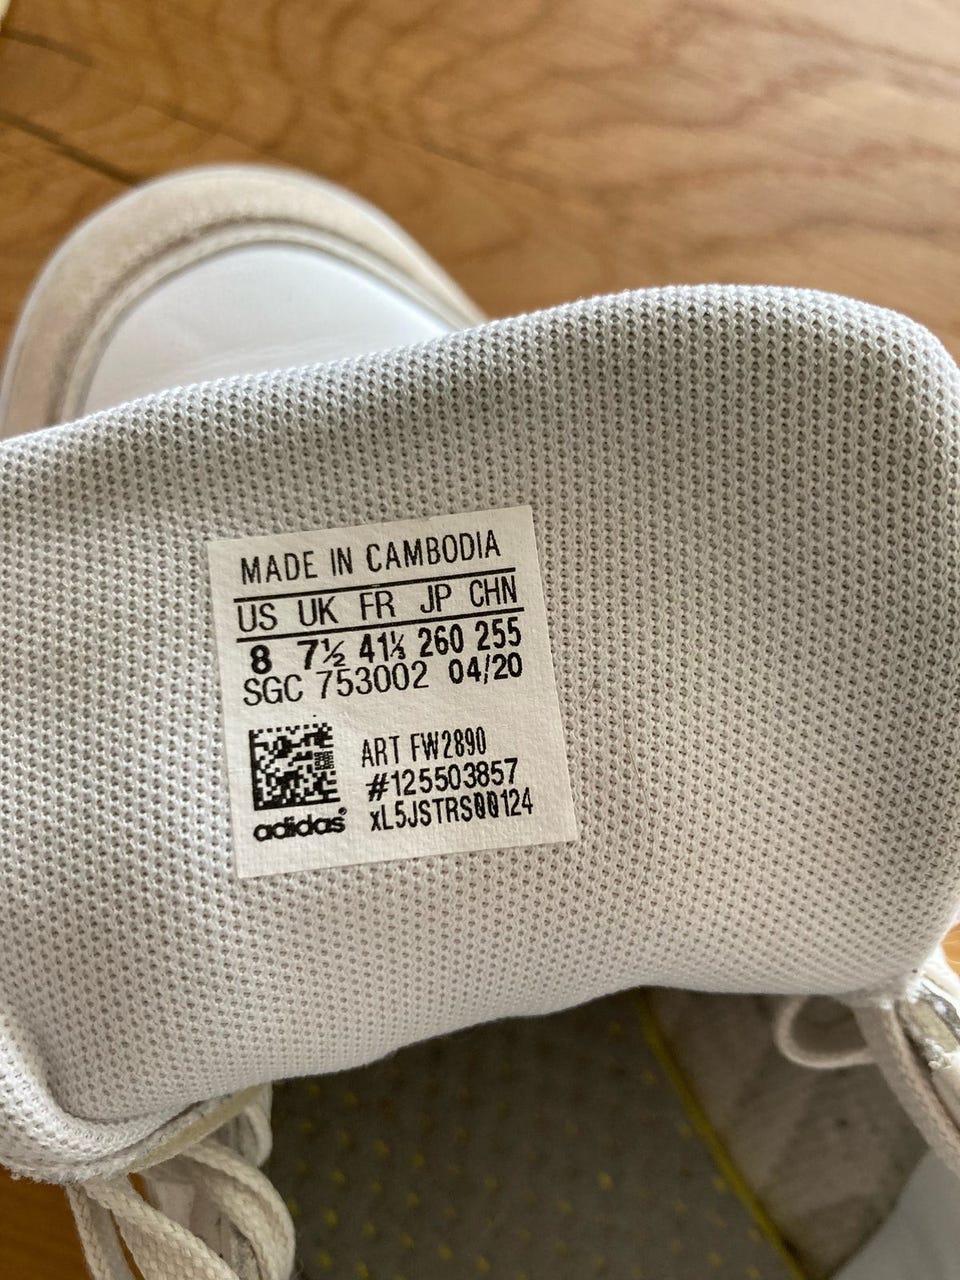 MADE IN CAMBODIA
US UK FR JP CHN
8 7½ 41⅓ 260 255
SGC 753002 04/20
ART FW2890
#125503857
xL5JSTRS00124
adidas®